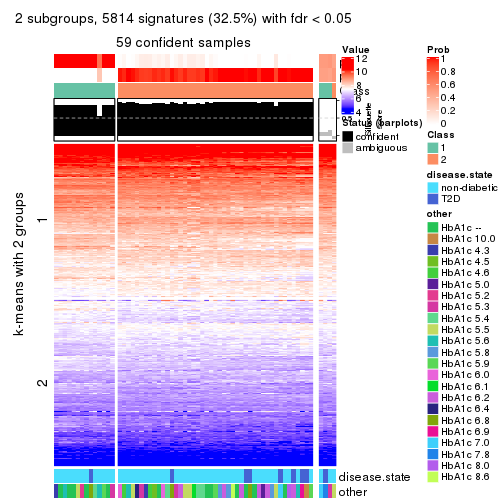 2 subgroups, 5814 signatures (32.5%) with fdr < 0.05
59 confident samples
k-means with 2 groups
1
2
disease.state
other
Value
12
10
8
6
4
Status (barplots)
confident
ambiguous
Silhouette
score
Prob
1
0.8
0.6
0.4
0.2
0
Class
1
2
disease.state
non-diabetic
T2D
other
HbA1c --
HbA1c 10.0
HbA1c 4.3
HbA1c 4.5
HbA1c 4.6
HbA1c 5.0
HbA1c 5.2
HbA1c 5.3
HbA1c 5.4
HbA1c 5.5
HbA1c 5.6
HbA1c 5.8
HbA1c 5.9
HbA1c 6.0
HbA1c 6.1
HbA1c 6.2
HbA1c 6.4
HbA1c 6.8
HbA1c 6.9
HbA1c 7.0
HbA1c 7.8
HbA1c 8.0
HbA1c 8.6